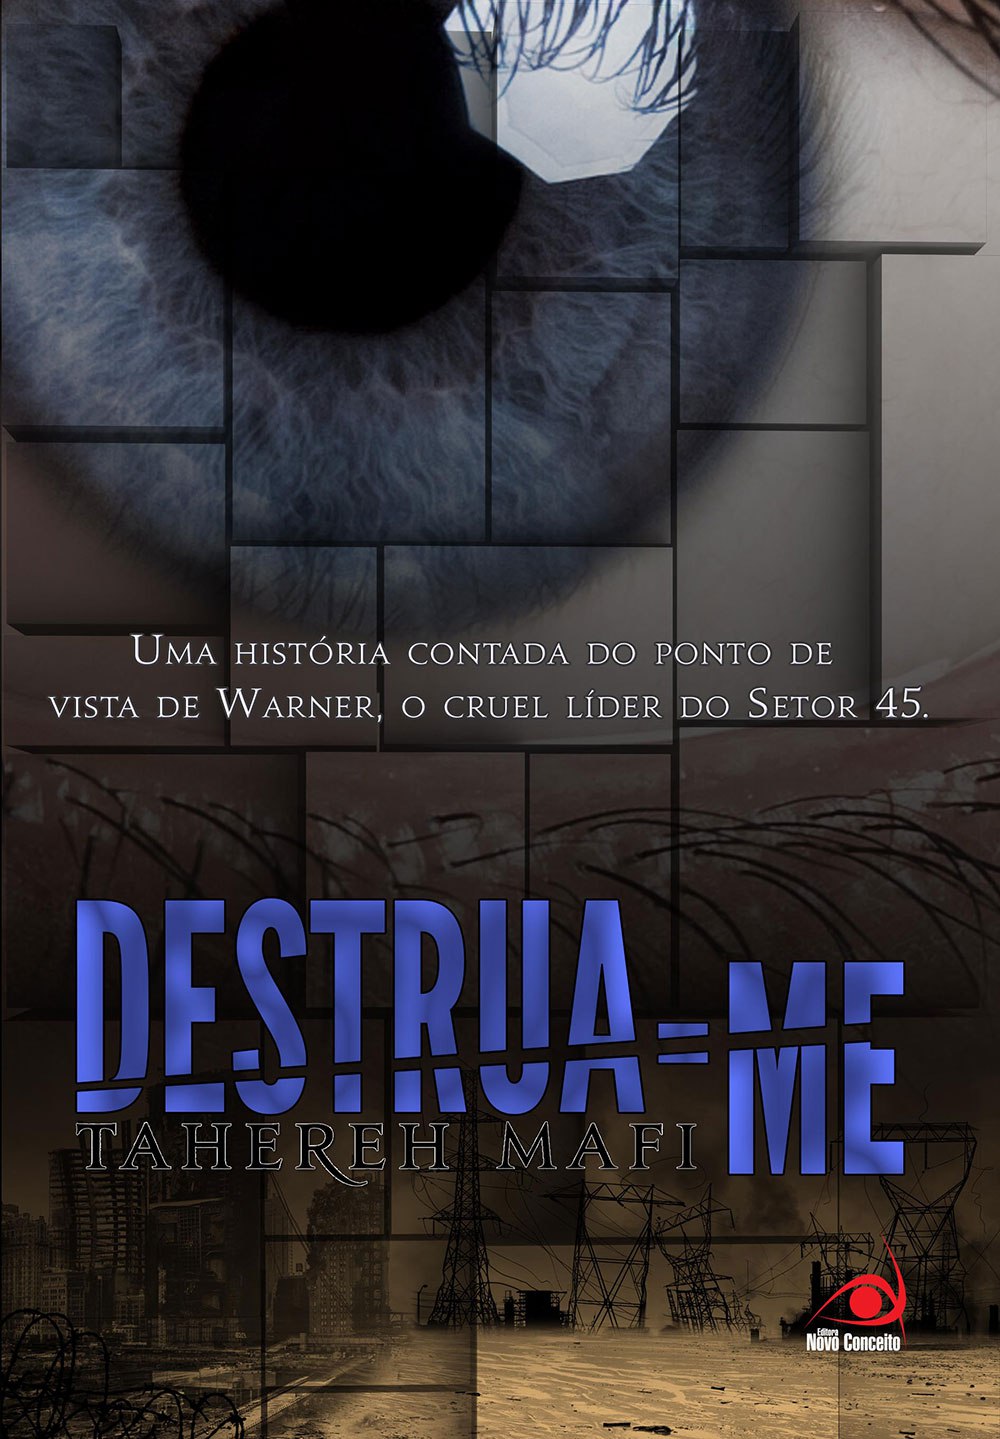 Uma história contada do ponto de
vista de Warner, o cruel líder do Setor 45.
DESTRUA-ME
TAHEREH MAFI
Editora
Novo Conceito